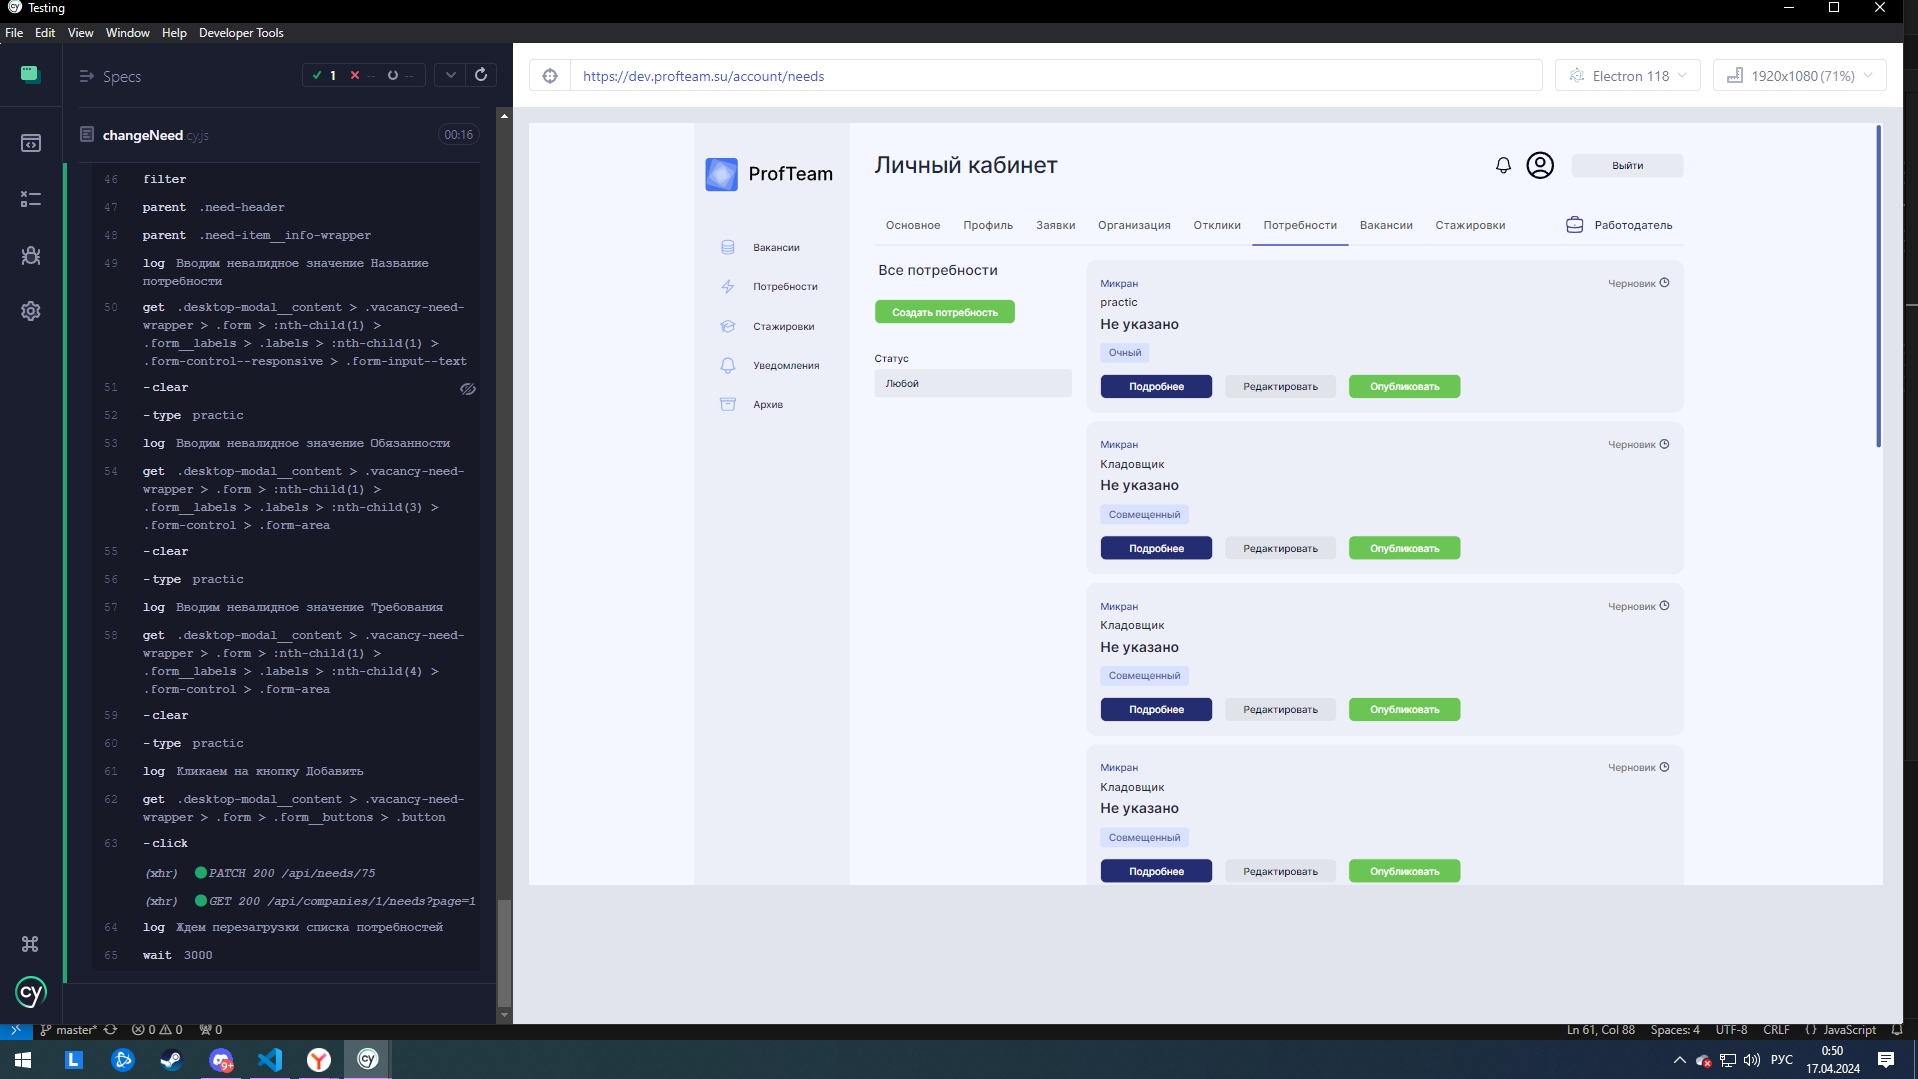 Testing
File Edit View Window Help Developer Tools
Specs
1 -- --
changeNeed.cy.js
00:16
46 filter
47 parent .need-header
48 parent .need-item__info-wrapper
49 log Вводим невалидное значение Название
потребности
50 get .desktop-modal__content > .vacancy-need-
wrapper > .form > :nth-child(1) >
.form__labels > .labels > :nth-child(1) >
.form-control--responsive > .form-input--text
51 -clear
52 -type practic
53 log Вводим невалидное значение Обязанности
54 get .desktop-modal__content > .vacancy-need-
wrapper > .form > :nth-child(1) >
.form__labels > .labels > :nth-child(3) >
.form-control > .form-area
55 -clear
56 -type practic
57 log Вводим невалидное значение Требования
58 get .desktop-modal__content > .vacancy-need-
wrapper > .form > :nth-child(1) >
.form__labels > .labels > :nth-child(4) >
.form-control > .form-area
59 -clear
60 -type practic
61 log Кликаем на кнопку Добавить
62 get .desktop-modal__content > .vacancy-need-
wrapper > .form > .form__buttons > .button
63 -click
(xhr) PATCH 200 /api/needs/75
(xhr) GET 200 /api/companies/1/needs?page=1
64 log Ждем перезагрузки списка потребностей
65 wait 3000
https://dev.profteam.su/account/needs
Electron 118
1920x1080 (71%)
ProfTeam
Вакансии
Потребности
Стажировки
Уведомления
Архив
Личный кабинет
Выйти
Основное Профиль Заявки Организация Отклики Потребности Вакансии Стажировки
Работодатель
Все потребности
Создать потребность
Статус
Любой
Микран
Черновик
practic
Не указано
Очный
Подробнее Редактировать Опубликовать
Микран
Черновик
Кладовщик
Не указано
Совмещенный
Подробнее Редактировать Опубликовать
Микран
Черновик
Кладовщик
Не указано
Совмещенный
Подробнее Редактировать Опубликовать
Микран
Черновик
Кладовщик
Не указано
Совмещенный
Подробнее Редактировать Опубликовать
cy
master* 0 0 0
Ln 61, Col 88 Spaces: 4 UTF-8 CRLF {} JavaScript
L
9+
Y
cy
РУС
0:50
17.04.2024